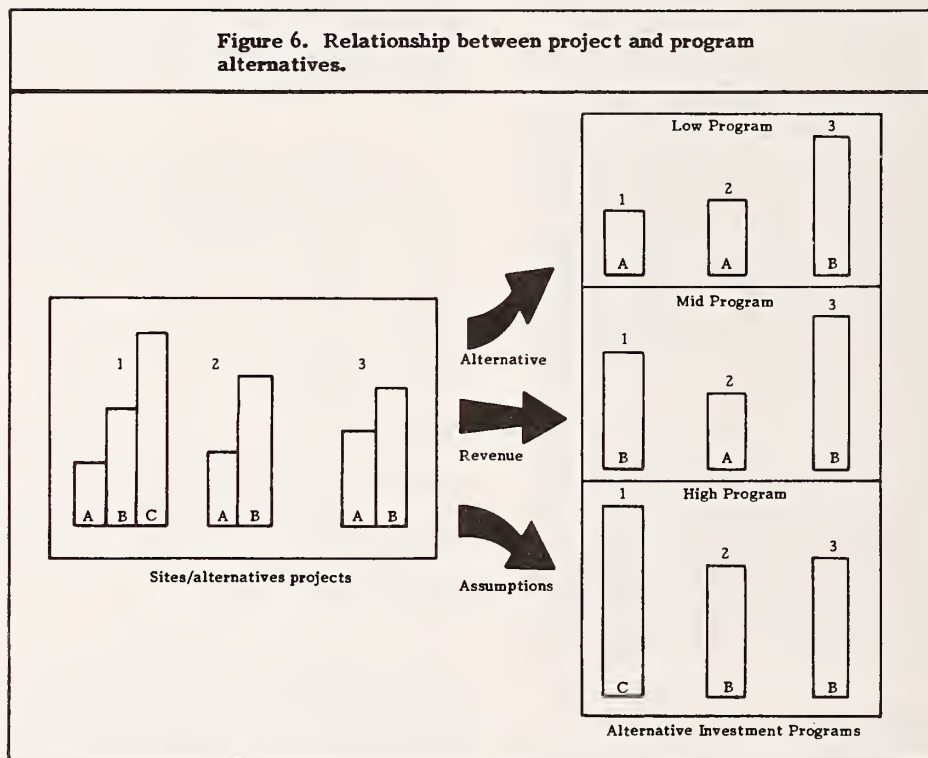 Figure 6. Relationship between project and program
alternatives.
1 2 3
A B C A B A B
Sites/alternatives projects
Alternative
Revenue
Assumptions
Low Program
1 2 3
A A B
Mid Program
1 2 3
B A B
High Program
1 2 3
C B B
Alternative Investment Programs